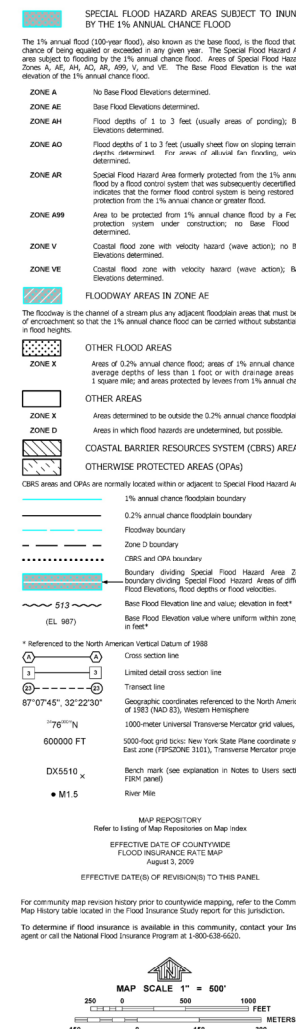 SPECIAL FLOOD HAZARD AREAS SUBJECT TO
BY THE 1% ANNUAL CHANCE FLOOD
The 1% annual flood (100-year flood), also known as the base flood, is the flood that
chance of being equaled or exceeded in any given year. The Special Flood Hazard
area subject to flooding by the 1% annual chance flood. Areas of Special Flood
Zones A, AE, AH, AO, AR, A99, V, and VE. The Base Flood Elevation is the
elevation of the 1% annual chance flood.
ZONE A No Base Flood Elevations determined.
ZONE AE Base Flood Elevations determined.
ZONE AH Flood depths of 1 to 3 feet (usually areas of ponding);
Elevations determined.
ZONE AO Flood depths of 1 to 3 feet (usually sheet flow on sloping
depths determined. For areas of alluvial fan flooding,
determined.
ZONE AR Special Flood Hazard Area formerly protected from the 1%
flood by a flood control system that was subsequently
indicates that the former flood control system is being restored
protection from the 1% annual chance or greater flood.
ZONE A99 Area to be protected from 1% annual chance flood by a
protection system under construction; no Base Flood
determined.
ZONE V Coastal flood zone with velocity hazard (wave action); no
Elevations determined.
ZONE VE Coastal flood zone with velocity hazard (wave action);
Elevations determined.
FLOODWAY AREAS IN ZONE AE
The floodway is the channel of a stream plus any adjacent floodplain areas that must
of encroachment so that the 1% annual chance flood can be carried without
in flood heights.
OTHER FLOOD AREAS
ZONE X Areas of 0.2% annual chance flood; areas of 1% annual chance
average depths of less than 1 foot or with drainage areas
1 square mile; and areas protected by levees from 1% annual
OTHER AREAS
ZONE X Areas determined to be outside the 0.2% annual chance
ZONE D Areas in which flood hazards are undetermined, but possible.
COASTAL BARRIER RESOURCES SYSTEM (CBRS)
OTHERWISE PROTECTED AREAS (OPAs)
CBRS areas and OPAs are normally located within or adjacent to Special Flood Hazard
1% annual chance floodplain boundary
0.2% annual chance floodplain boundary
Floodway boundary
Zone D boundary
CBRS and OPA boundary
Boundary dividing Special Flood Hazard Area
boundary dividing Special Flood Hazard Areas of
Flood Elevations, flood depths or flood velocities.
513 Base Flood Elevation line and value; elevation in feet*
(EL 987) Base Flood Elevation value where uniform within
in feet*
* Referenced to the North American Vertical Datum of 1988
A A Cross section line
3 3 Limited detail cross section line
23 23 Transect line
87°07'45", 32°22'30" Geographic coordinates referenced to the North
of 1983 (NAD 83), Western Hemisphere
76 N 1000-meter Universal Transverse Mercator grid values,
600000 FT 5000-foot grid ticks: New York State Plane coordinate
East zone (FIPSZONE 3101), Transverse Mercator
DX5510 x Bench mark (see explanation in Notes to Users
FIRM panel)
● M1.5 River Mile
MAP REPOSITORY
Refer to listing of Map Repositories on Map Index
EFFECTIVE DATE OF COUNTYWIDE
FLOOD INSURANCE RATE MAP
August 3, 2009
EFFECTIVE DATE(S) OF REVISION(S) TO THIS PANEL
For community map revision history prior to countywide mapping, refer to the
Map History table located in the Flood Insurance Study report for this jurisdiction.
To determine if flood insurance is available in this community, contact your
agent or call the National Flood Insurance Program at 1-800-638-6620.
MAP SCALE 1" = 500'
250 0 500 1000
FEET
METERS
150 0 150 300